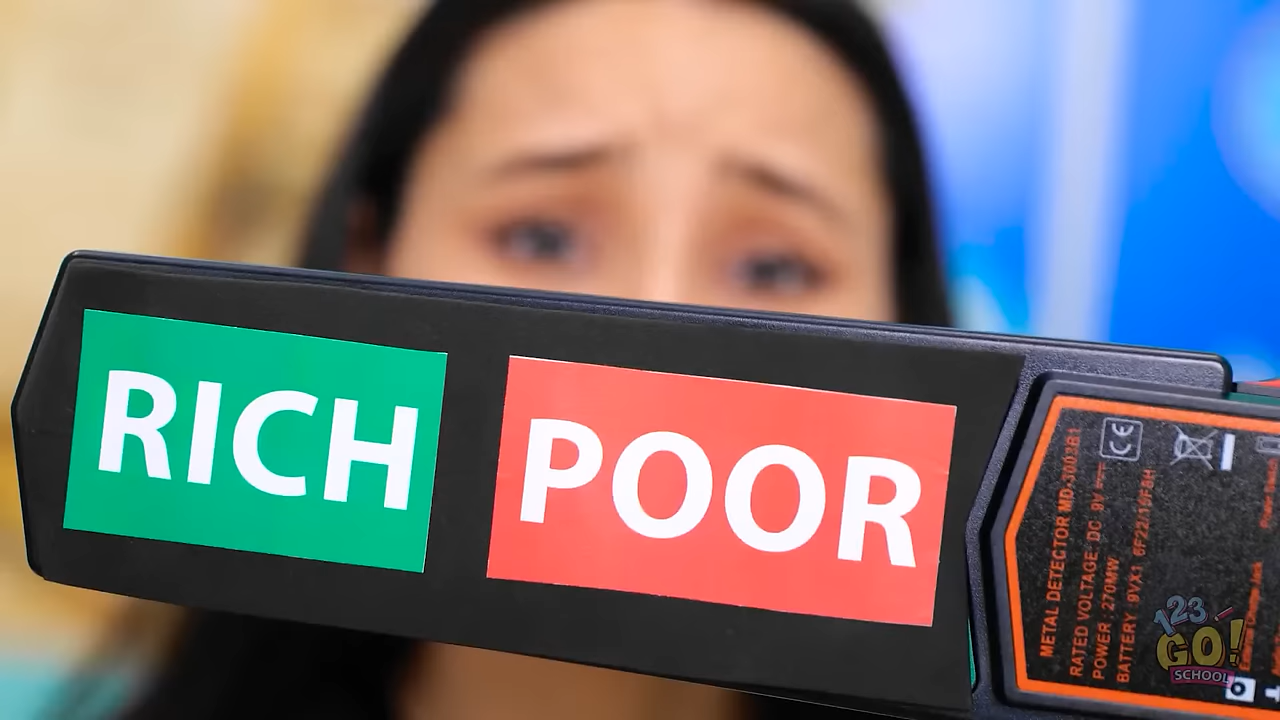 RICH
POOR
METAL DETECTOR MD-3003B1
RATED VOLTAGE: DC 9V
POWER: 270MW
BATTERY: 9VX1 6F22/10F8H
CE
123
GO!
SCHOOL